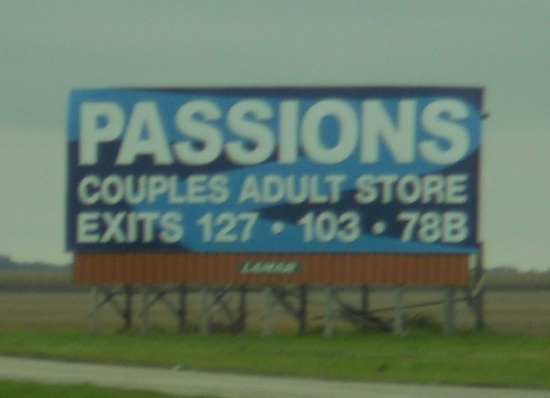 PASSIONS
COUPLES ADULT STORE
EXITS 127 • 103 • 78B
LAMAR